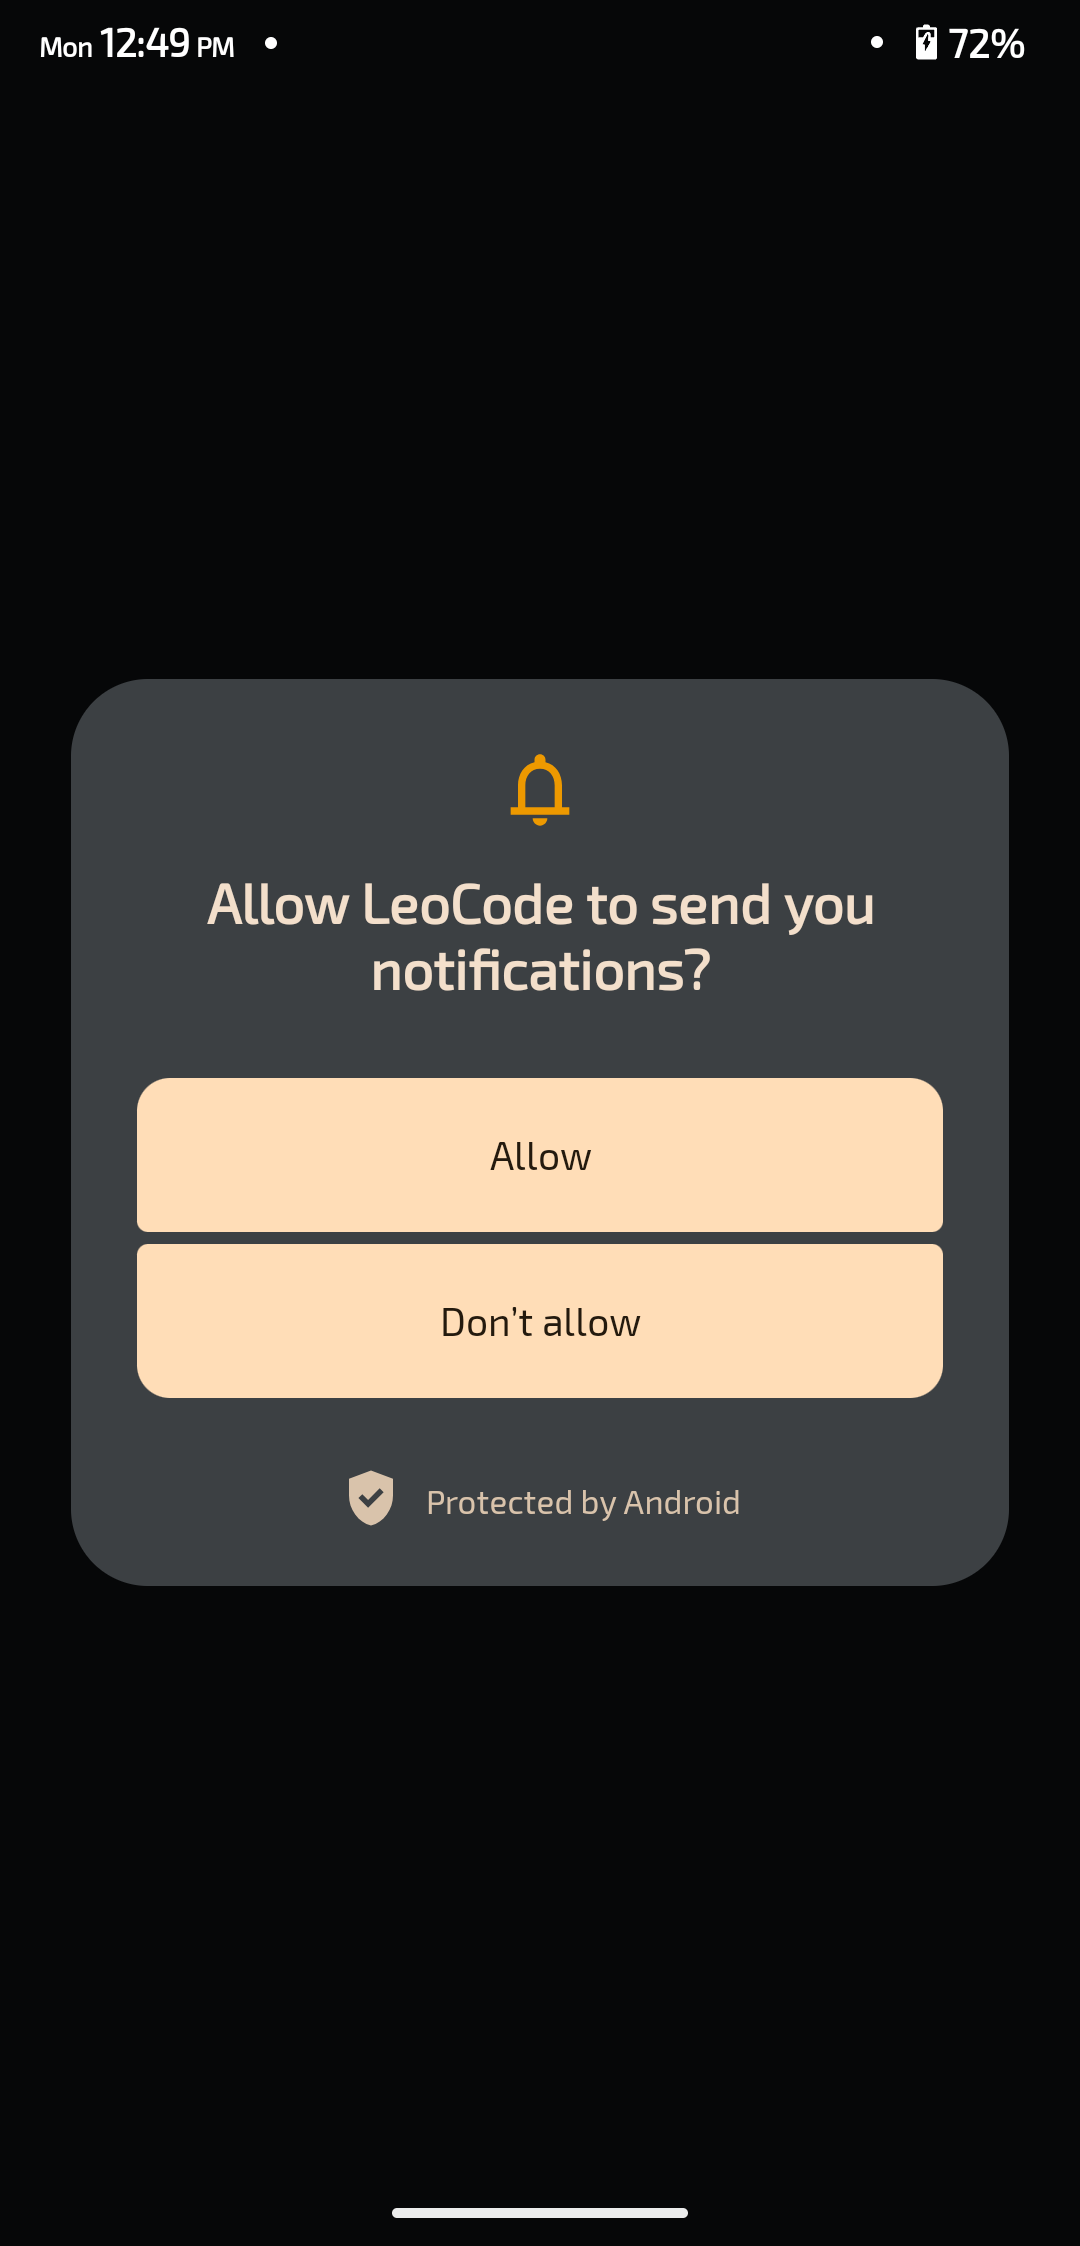 Mon 12:49 PM
72%
Allow LeoCode to send you
notifications?
Allow
Don’t allow
Protected by Android